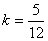 k = 5/12